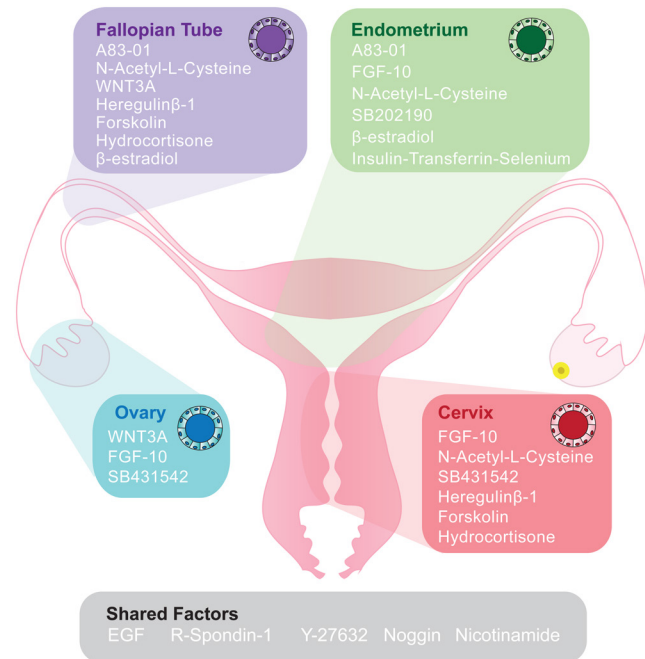 Fallopian Tube
A83-01
N-Acetyl-L-Cysteine
WNT3A
Heregulinβ-1
Forskolin
Hydrocortisone
β-estradiol
Endometrium
A83-01
FGF-10
N-Acetyl-L-Cysteine
SB202190
β-estradiol
Insulin-Transferrin-Selenium
Ovary
WNT3A
FGF-10
SB431542
Cervix
FGF-10
N-Acetyl-L-Cysteine
SB431542
Heregulinβ-1
Forskolin
Hydrocortisone
Shared Factors
EGF R-Spondin-1 Y-27632 Noggin Nicotinamide